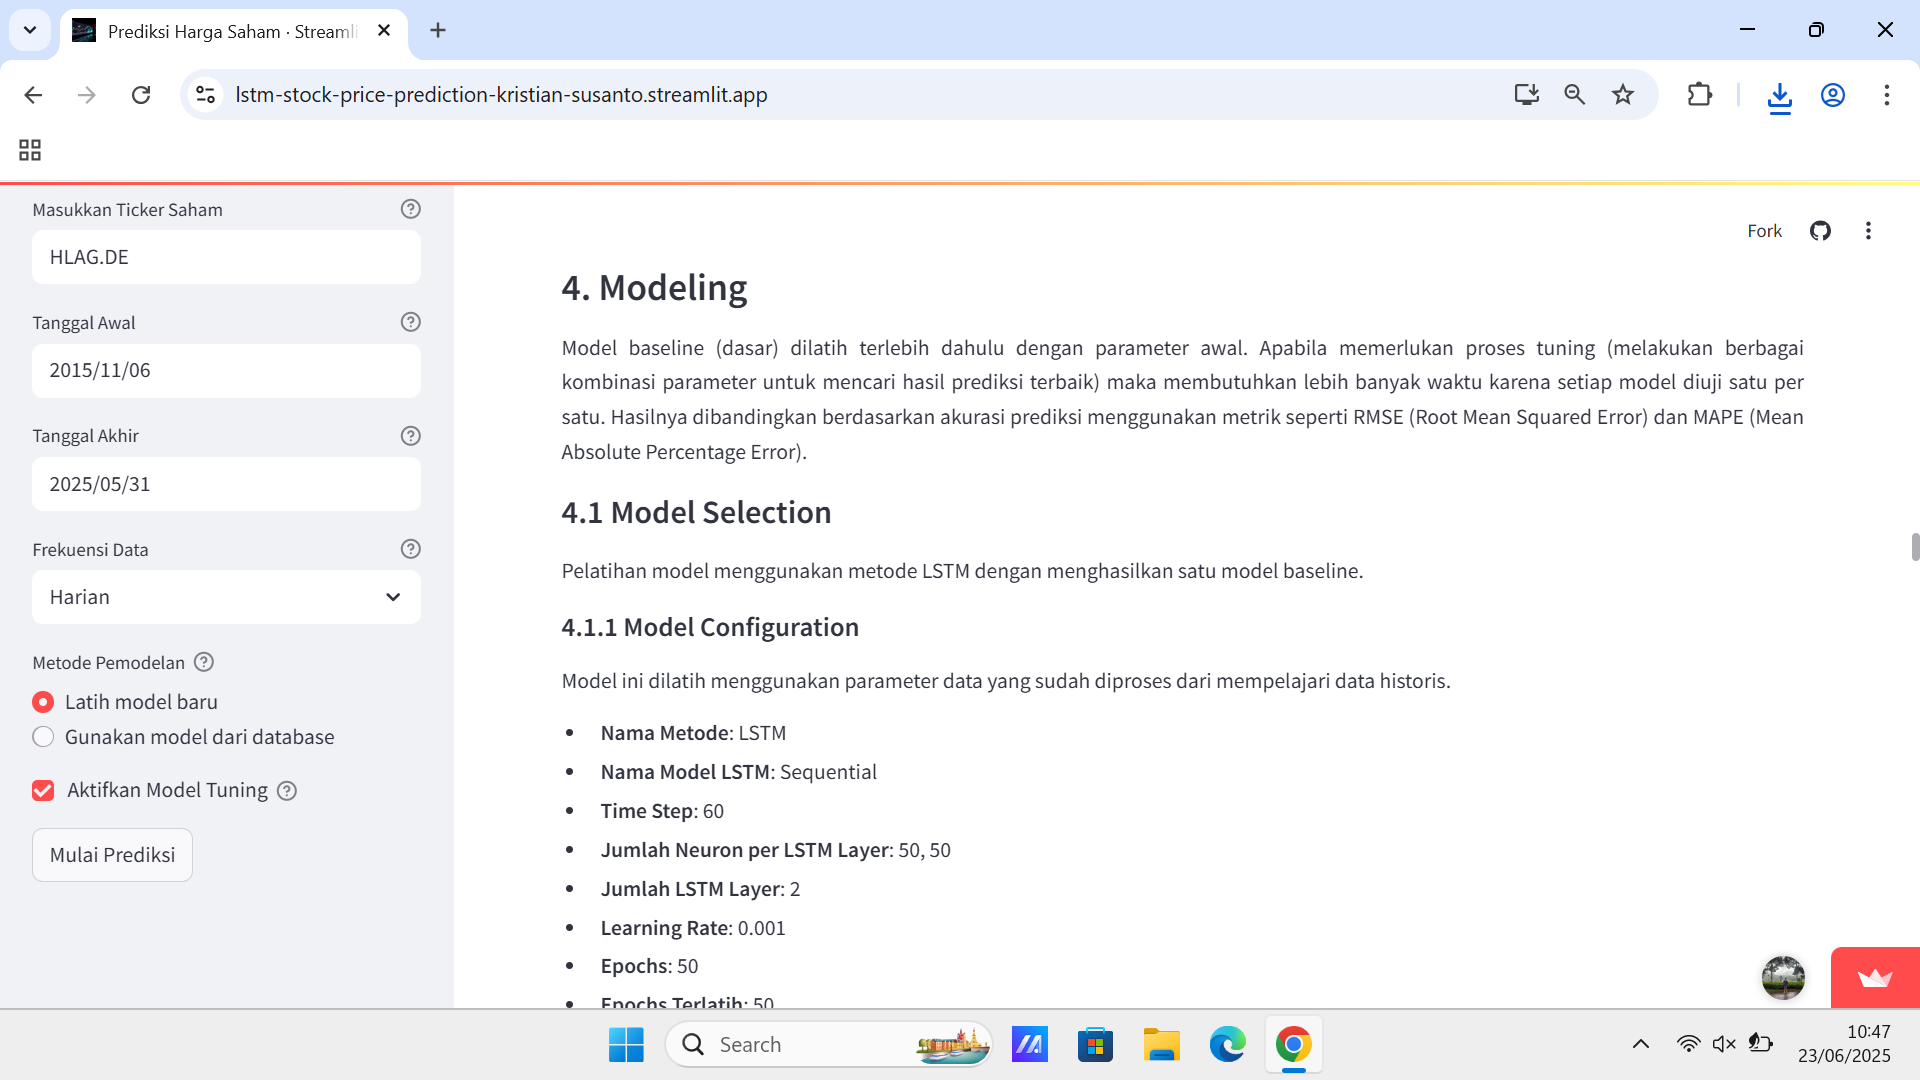 Prediksi Harga Saham · Streamli
lstm-stock-price-prediction-kristian-susanto.streamlit.app
Masukkan Ticker Saham
HLAG.DE
Tanggal Awal
2015/11/06
Tanggal Akhir
2025/05/31
Frekuensi Data
Harian
Metode Pemodelan
Latih model baru
Gunakan model dari database
Aktifkan Model Tuning
Mulai Prediksi
Fork
4. Modeling
Model baseline (dasar) dilatih terlebih dahulu dengan parameter awal. Apabila memerlukan proses tuning (melakukan berbagai
kombinasi parameter untuk mencari hasil prediksi terbaik) maka membutuhkan lebih banyak waktu karena setiap model diuji satu per
satu. Hasilnya dibandingkan berdasarkan akurasi prediksi menggunakan metrik seperti RMSE (Root Mean Squared Error) dan MAPE (Mean
Absolute Percentage Error).
4.1 Model Selection
Pelatihan model menggunakan metode LSTM dengan menghasilkan satu model baseline.
4.1.1 Model Configuration
Model ini dilatih menggunakan parameter data yang sudah diproses dari mempelajari data historis.
• Nama Metode: LSTM
• Nama Model LSTM: Sequential
• Time Step: 60
• Jumlah Neuron per LSTM Layer: 50, 50
• Jumlah LSTM Layer: 2
• Learning Rate: 0.001
• Epochs: 50
• Epochs Terlatih: 50
Search
10:47
23/06/2025